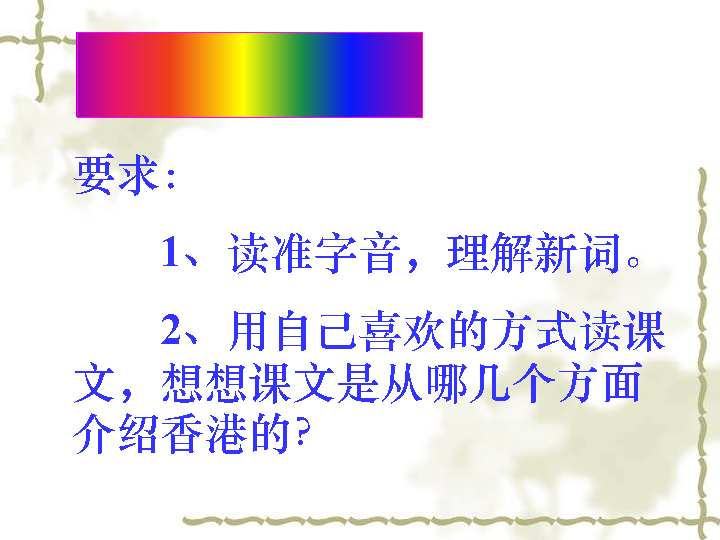 要求：
1、读准字音，理解新词。
2、用自己喜欢的方式读课
文，想想课文是从哪几个方面
介绍香港的？